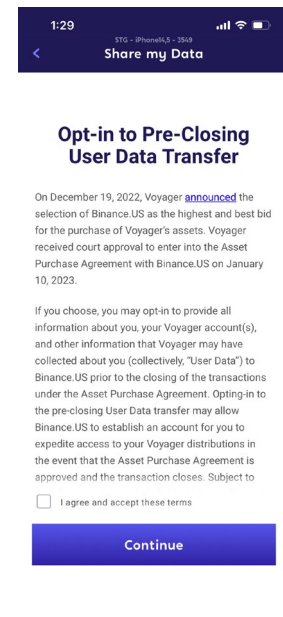 1:29
STG - iPhone14,5 - 3549
Share my Data
Opt-in to Pre-Closing
User Data Transfer
On December 19, 2022, Voyager announced the
selection of Binance.US as the highest and best bid
for the purchase of Voyager's assets. Voyager
received court approval to enter into the Asset
Purchase Agreement with Binance.US on January
10, 2023.
If you choose, you may opt-in to provide all
information about you, your Voyager account(s),
and other information that Voyager may have
collected about you (collectively, “User Data”) to
Binance.US prior to the closing of the transactions
under the Asset Purchase Agreement. Opting-in to
the pre-closing User Data transfer may allow
Binance.US to establish an account for you to
expedite access to your Voyager distributions in
the event that the Asset Purchase Agreement is
approved and the transaction closes. Subject to
I agree and accept these terms
Continue